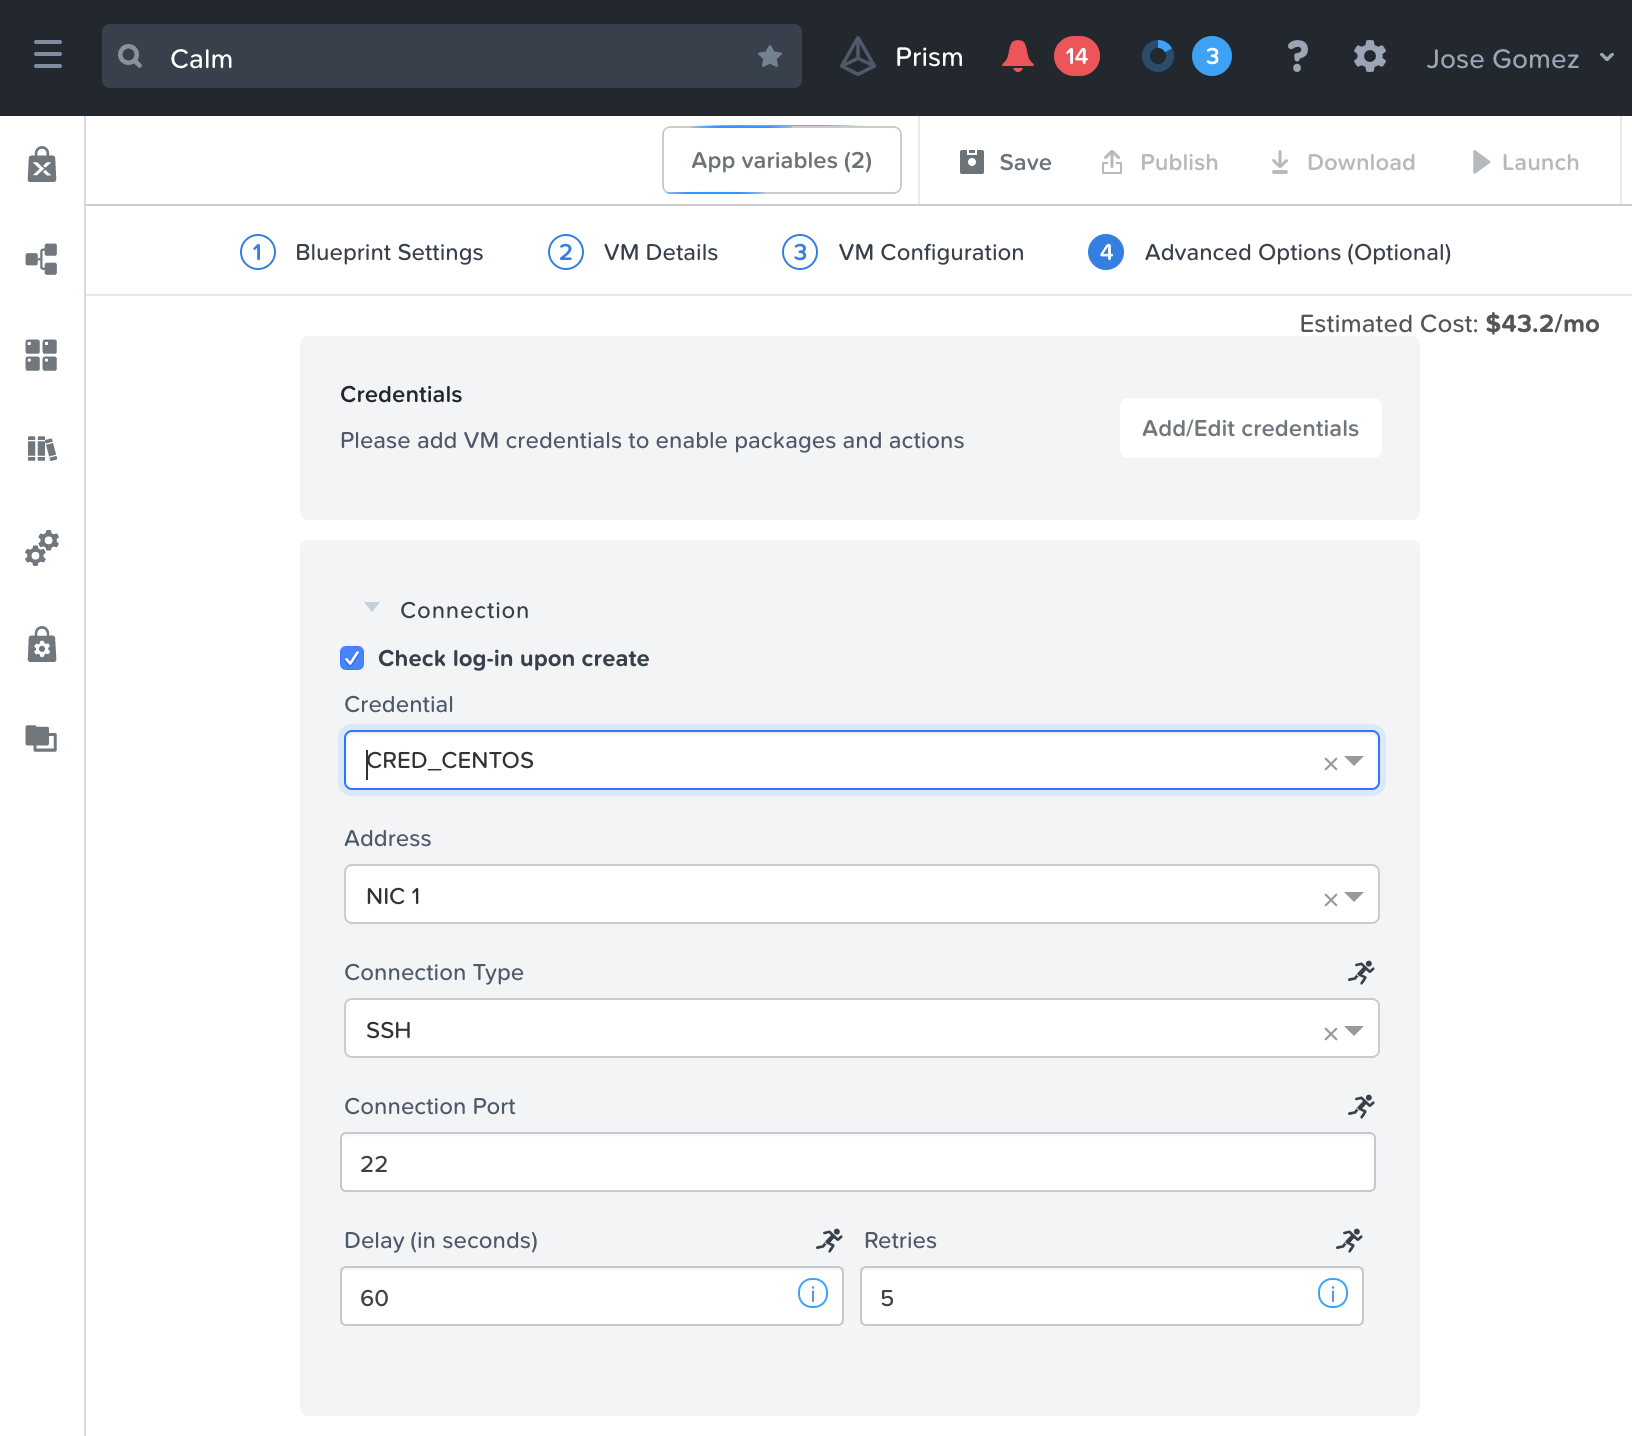 Calm
Prism
14
3
?
Jose Gomez
App variables (2)
Save
Publish
Download
Launch
1 Blueprint Settings
2 VM Details
3 VM Configuration
4 Advanced Options (Optional)
Estimated Cost: $43.2/mo
Credentials
Please add VM credentials to enable packages and actions
Add/Edit credentials
Connection
Check log-in upon create
Credential
CRED_CENTOS
Address
NIC 1
Connection Type
SSH
Connection Port
22
Delay (in seconds)
Retries
60
5